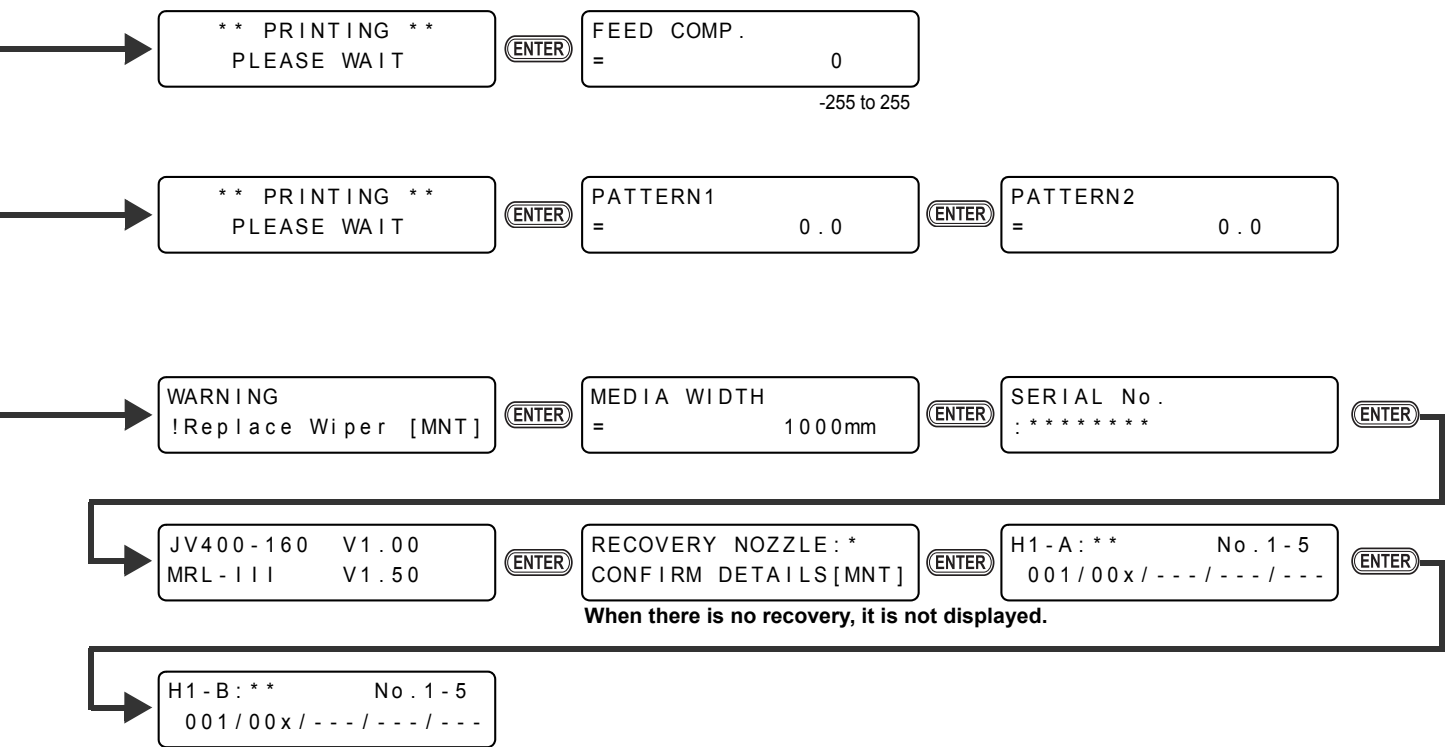 ** PRINTING **
PLEASE WAIT
ENTER
FEED COMP.
= 0
-255 to 255
** PRINTING **
PLEASE WAIT
ENTER
PATTERN1
= 0.0
ENTER
PATTERN2
= 0.0
WARNING
!Replace Wiper [MNT]
ENTER
MEDIA WIDTH
= 1000mm
ENTER
SERIAL No.
:********
ENTER
JV400-160 V1.00
MRL-III V1.50
ENTER
RECOVERY NOZZLE:*
CONFIRM DETAILS[MNT]
When there is no recovery, it is not displayed.
ENTER
H1-A:** No.1-5
001/00x/---/---/---
ENTER
H1-B:** No.1-5
001/00x/---/---/---